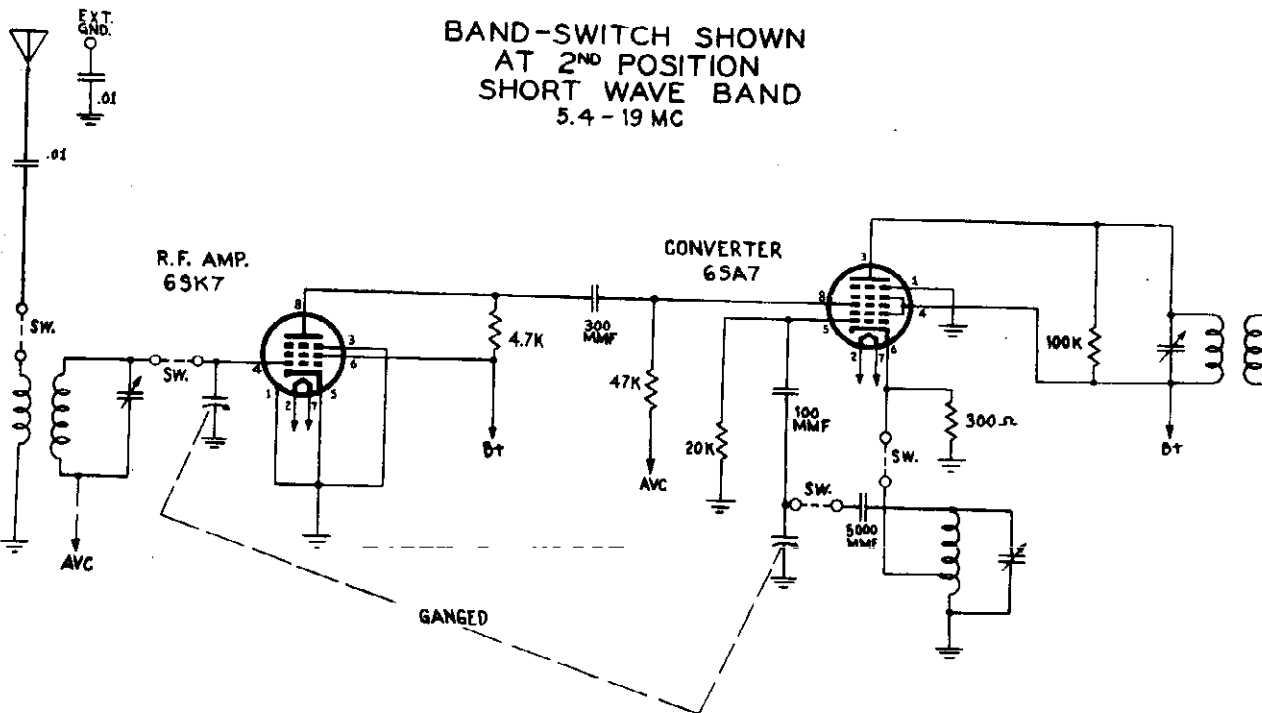 EXT.
GND.
.01
BAND-SWITCH SHOWN
AT 2ND POSITION
SHORT WAVE BAND
5.4 - 19 MC
.01
R.F. AMP.
6SK7
CONVERTER
6SA7
SW.
SW.
8
3
6
4
1
2
7
5
4.7K
300
MMF
47K
B+
AVC
3
1
8
4
5
2
7
6
100K
20K
100
MMF
300Ω
SW.
SW.
5000
MMF
B+
AVC
GANGED